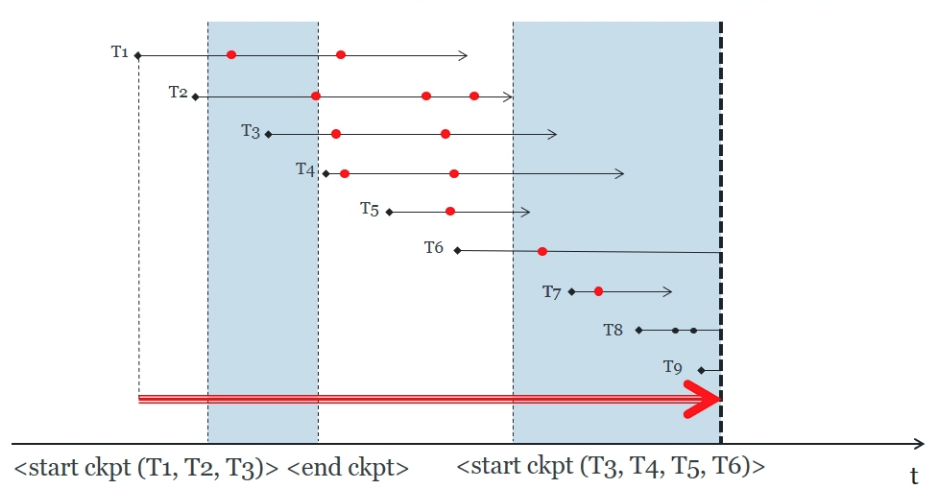 T1
T2
T3
T4
T5
T6
T7
T8
T9
<start ckpt (T1, T2, T3)> <end ckpt> <start ckpt (T3, T4, T5, T6)>
t